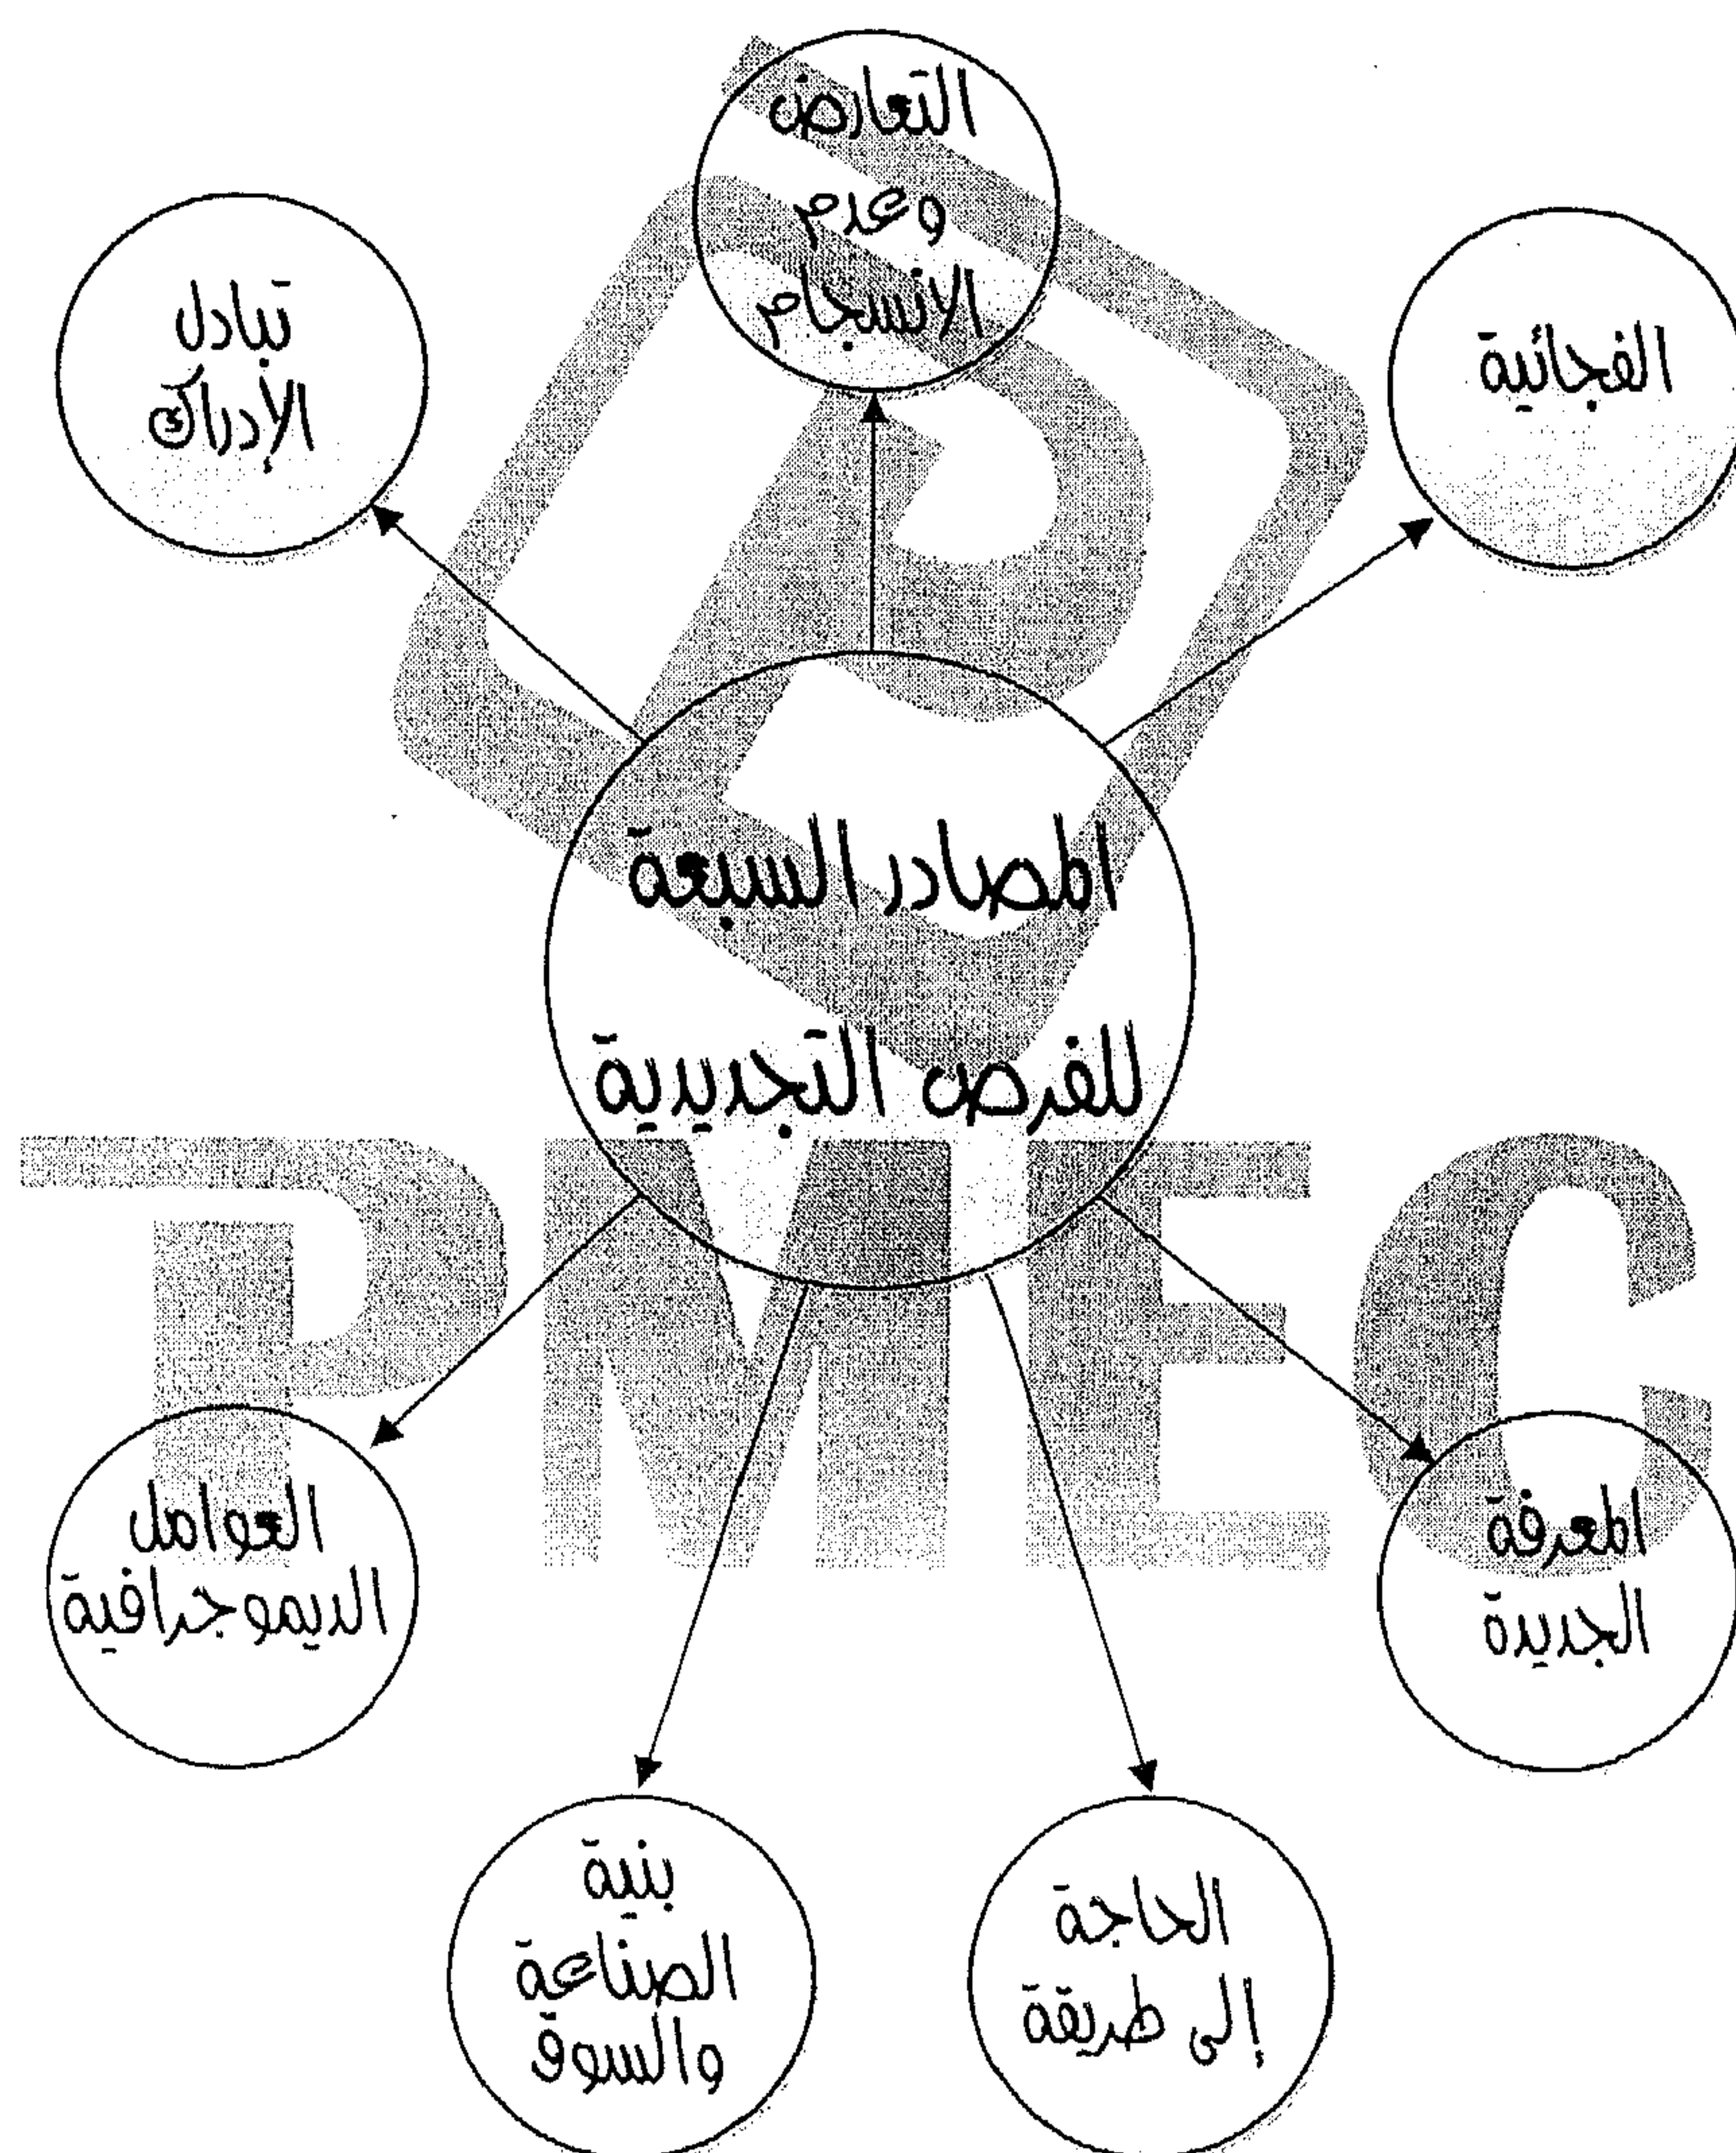 التعارض
وعدم
الانسجام
الفجائية
تبادل
الإدراك
المصادر السبعة
للفرص التجديدية
PMEC
المعرفة
الجديدة
العوامل
الديموجرافية
الحاجة
إلى طريقة
بنية
الصناعة
والسوق